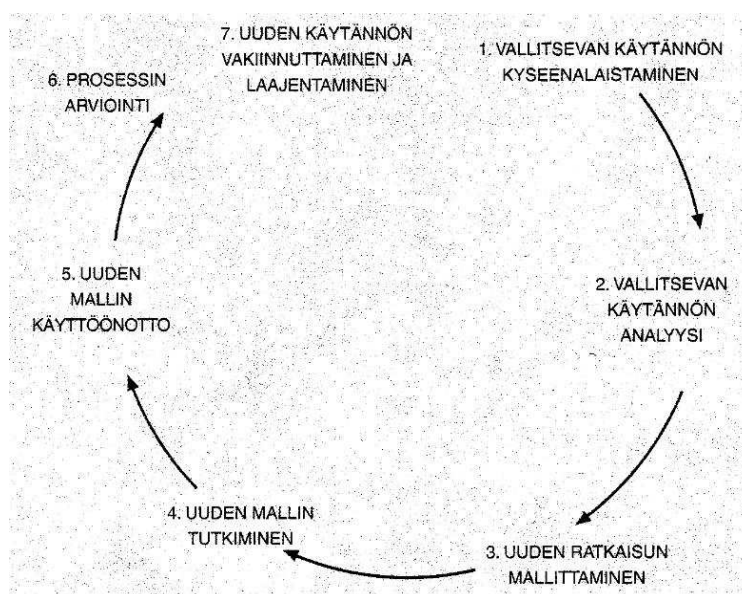 7. UUDEN KÄYTÄNNÖN
VAKIINNUTTAMINEN JA
LAAJENTAMINEN
1. VALLITSEVAN KÄYTÄNNÖN
KYSEENALAISTAMINEN
6. PROSESSIN
ARVIOINTI
5. UUDEN
MALLIN
KÄYTTÖÖNOTTO
2. VALLITSEVAN
KÄYTÄNNÖN
ANALYYSI
4. UUDEN MALLIN
TUTKIMINEN
3. UUDEN RATKAISUN
MALLITTAMINEN